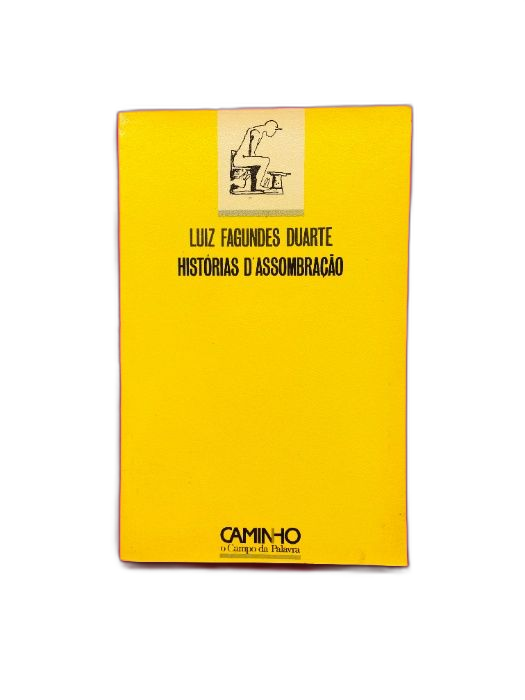 LUIZ FAGUNDES DUARTE
HISTÓRIAS D'ASSOMBRAÇÃO
CAMINHO
o Campo da Palavra